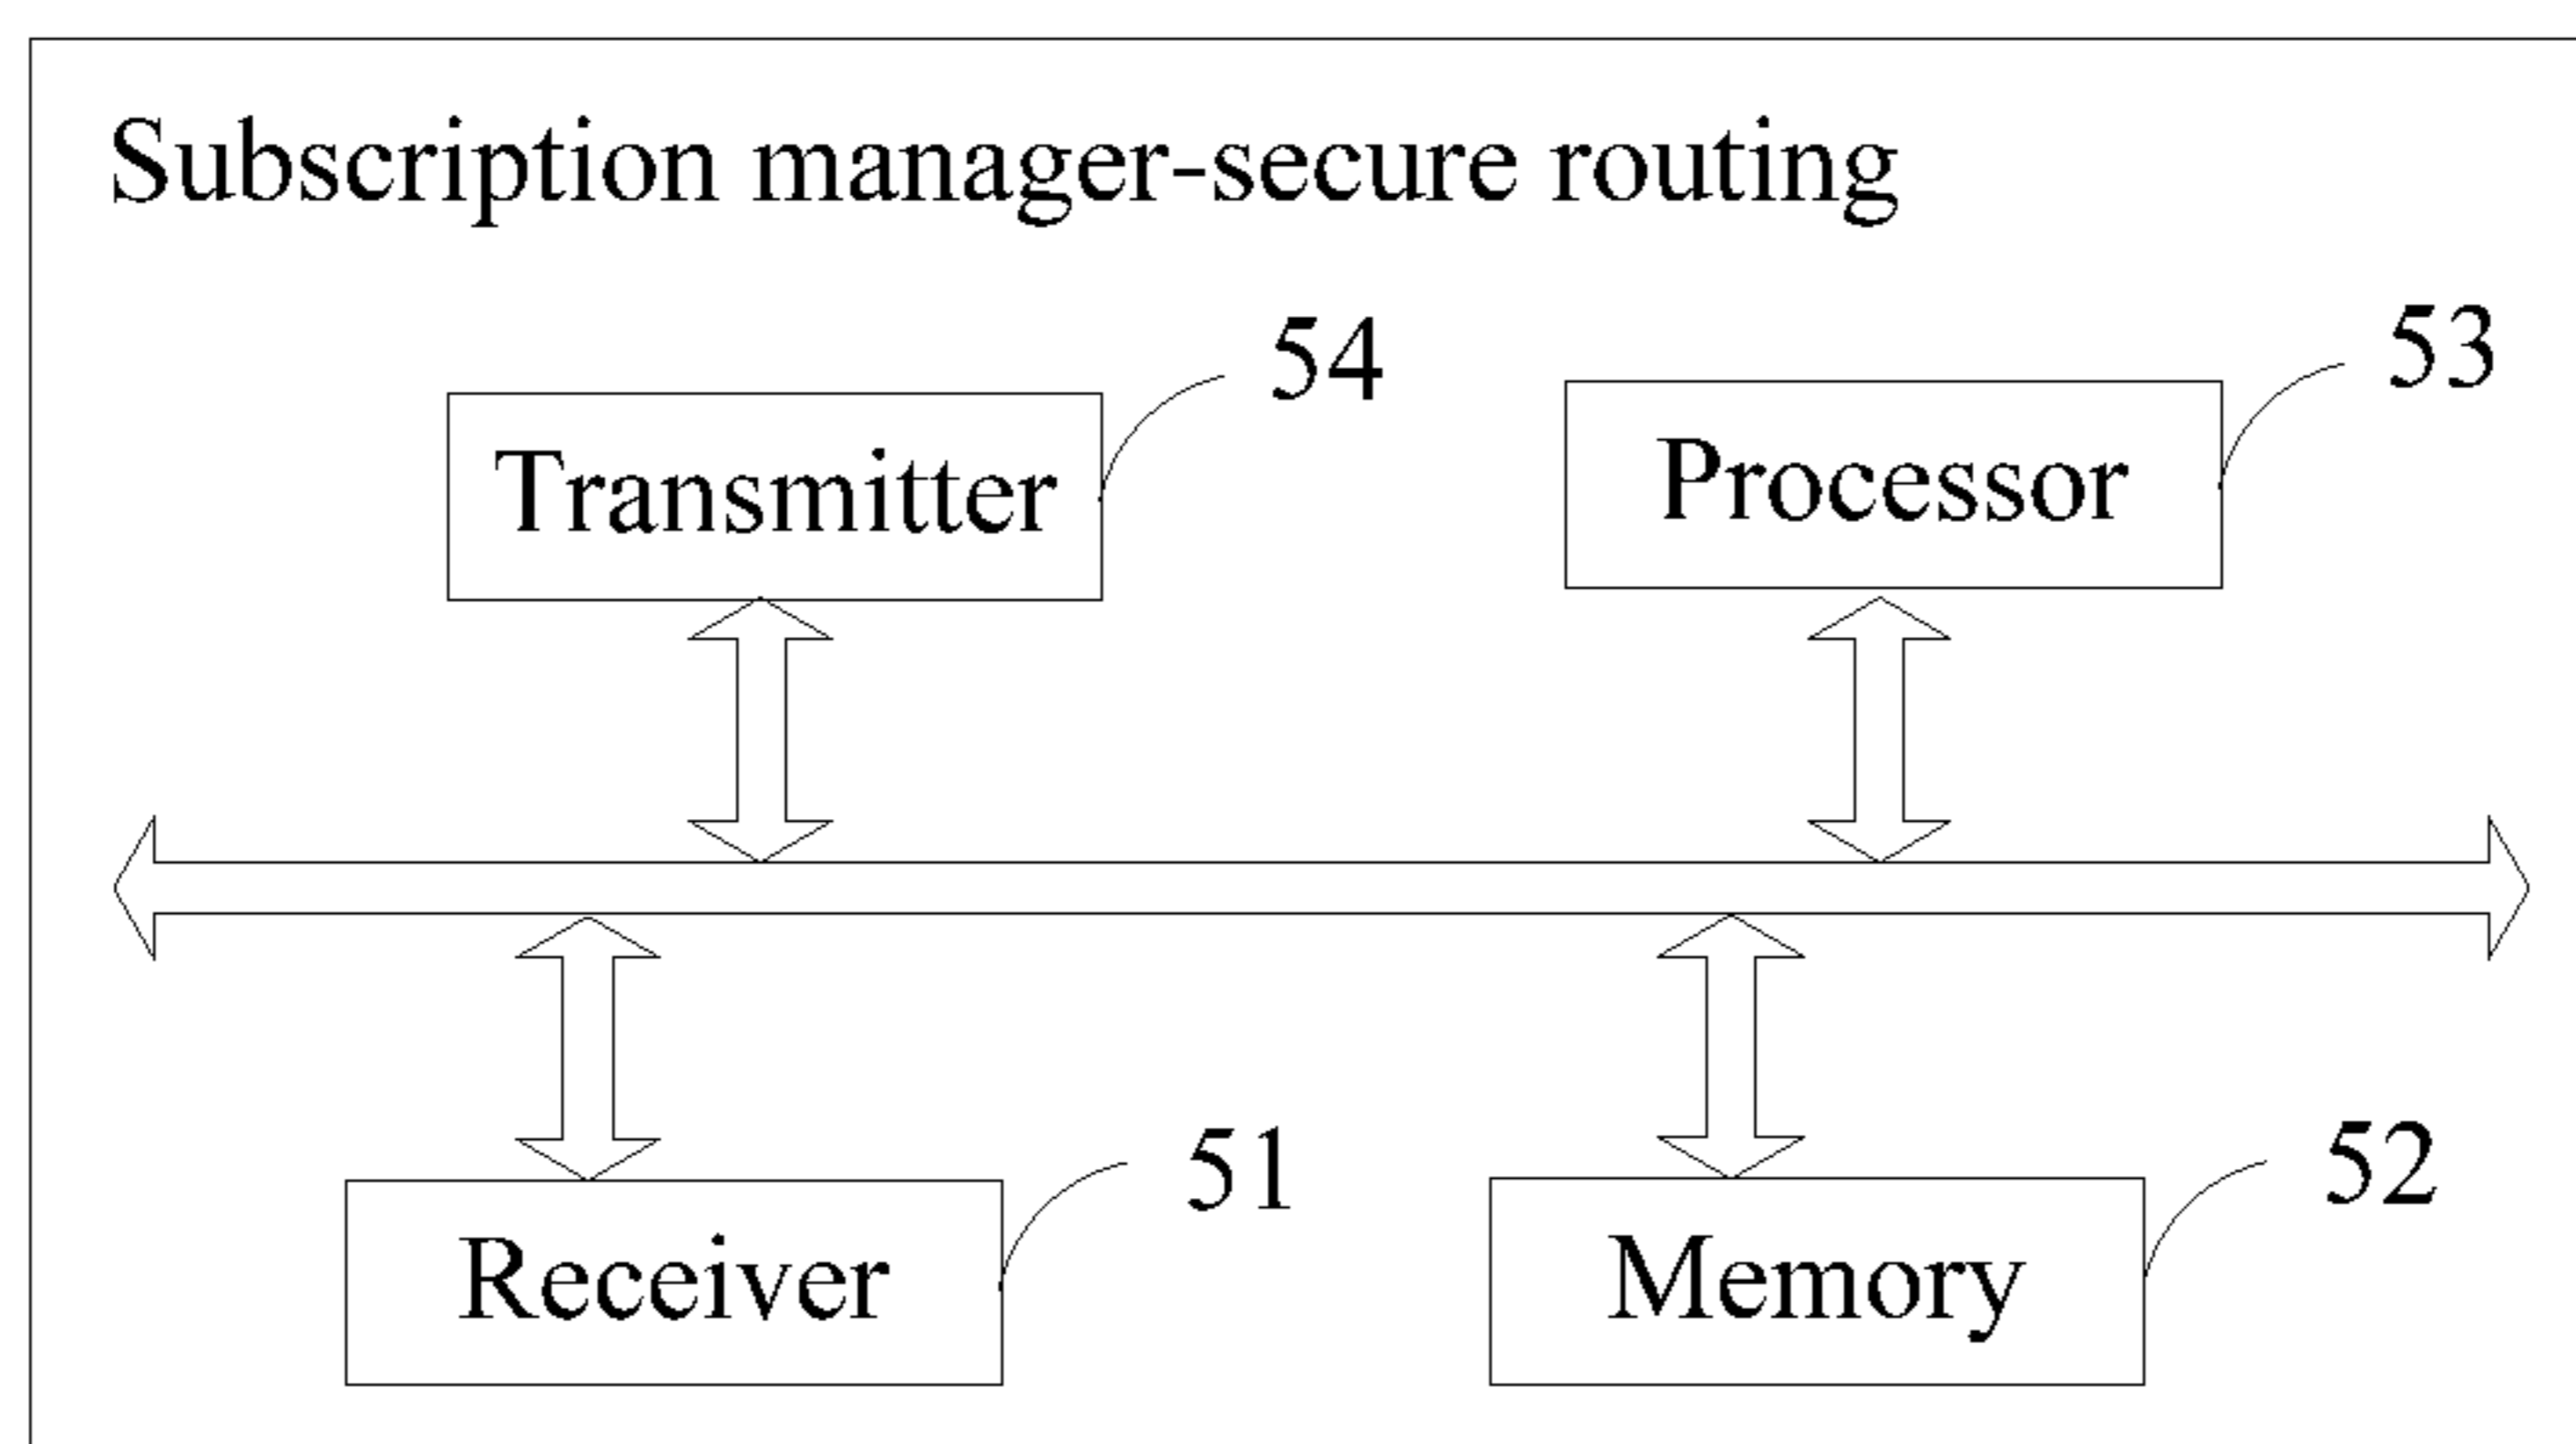 Subscription manager-secure routing
54
53
Transmitter
Processor
51
52
Receiver
Memory